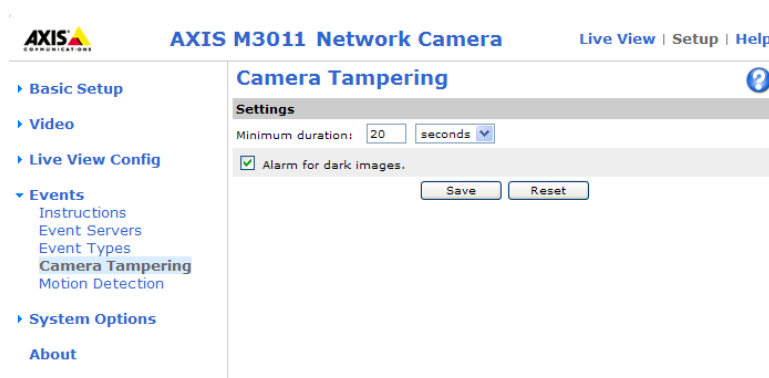 AXIS
COMMUNICATIONS
AXIS M3011 Network Camera
Live View | Setup | Help
Basic Setup
Video
Live View Config
Events
Instructions
Event Servers
Event Types
Camera Tampering
Motion Detection
System Options
About
Camera Tampering
?
Settings
Minimum duration: 20 seconds
Alarm for dark images.
Save Reset